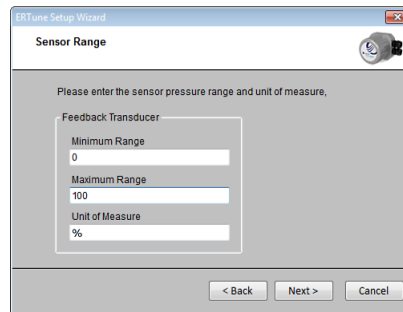 ERTune Setup Wizard
Sensor Range
Please enter the sensor pressure range and unit of measure,
Feedback Transducer
Minimum Range
0
Maximum Range
100
Unit of Measure
%
< Back Next > Cancel